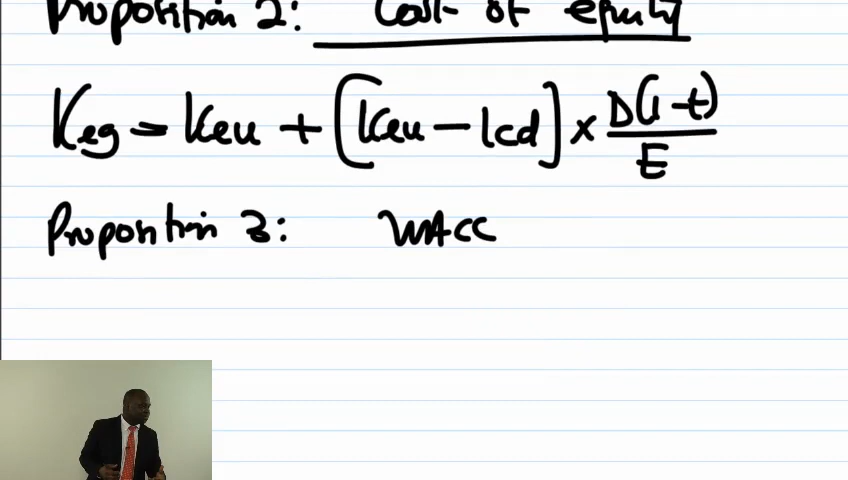 Proposition 2: Cost of equity
Keg = Keu + [Keu - kd] × D(1-t)/E
Proposition 3: WACC